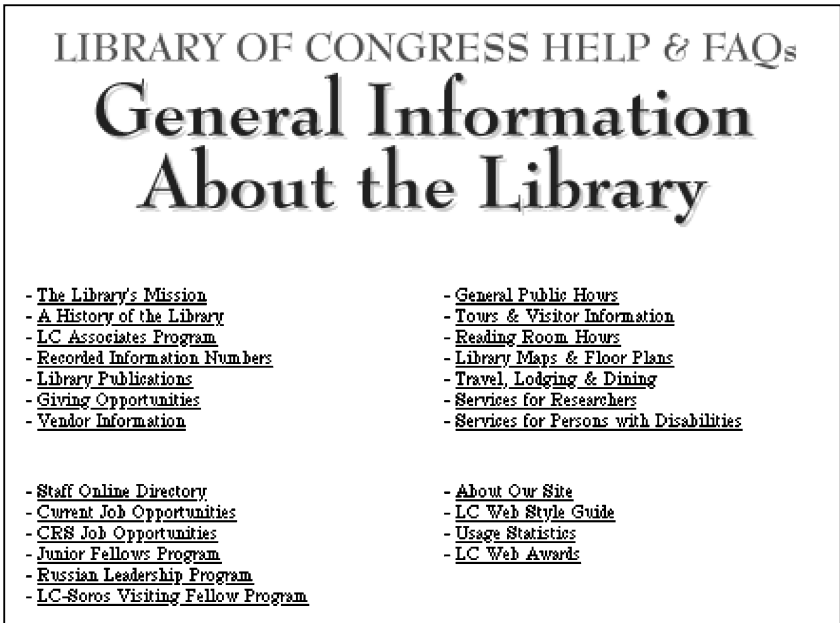 LIBRARY OF CONGRESS HELP & FAQs
General Information
About the Library
- The Library's Mission
- A History of the Library
- LC Associates Program
- Recorded Information Numbers
- Library Publications
- Giving Opportunities
- Vendor Information
- General Public Hours
- Tours & Visitor Information
- Reading Room Hours
- Library Maps & Floor Plans
- Travel, Lodging & Dining
- Services for Researchers
- Services for Persons with Disabilities
- Staff Online Directory
- Current Job Opportunities
- CRS Job Opportunities
- Junior Fellows Program
- Russian Leadership Program
- LC-Soros Visiting Fellow Program
- About Our Site
- LC Web Style Guide
- Usage Statistics
- LC Web Awards